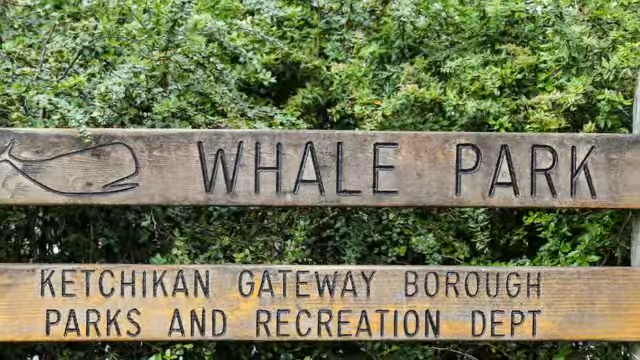 WHALE PARK
KETCHIKAN GATEWAY BOROUGH
PARKS AND RECREATION DEPT